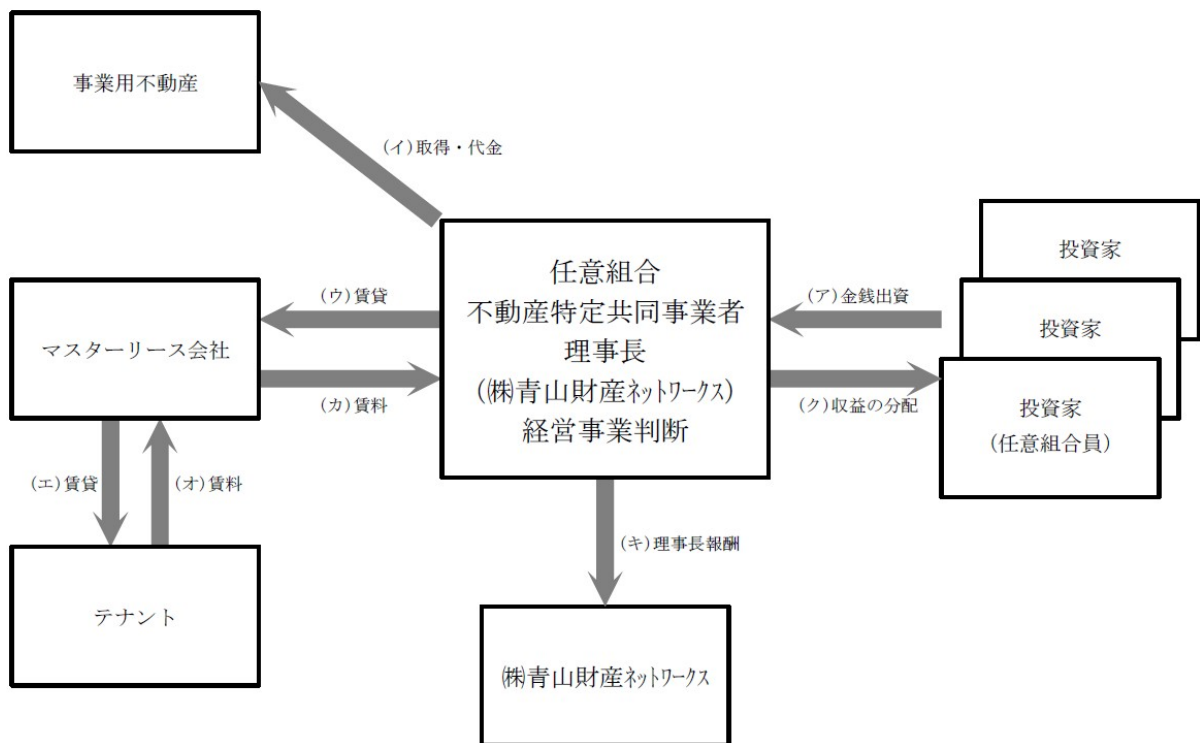 事業用不動産
(イ)取得・代金
投資家
投資家
投資家
(任意組合員)
(ア)金銭出資
(ク)収益の分配
任意組合
不動産特定共同事業者
理事長
(㈱青山財産ﾈｯﾄﾜｰｸｽ)
経営事業判断
(ウ)賃貸
(カ)賃料
マスターリース会社
(エ)賃貸
(オ)賃料
テナント
(キ)理事長報酬
㈱青山財産ﾈｯﾄﾜｰｸｽ